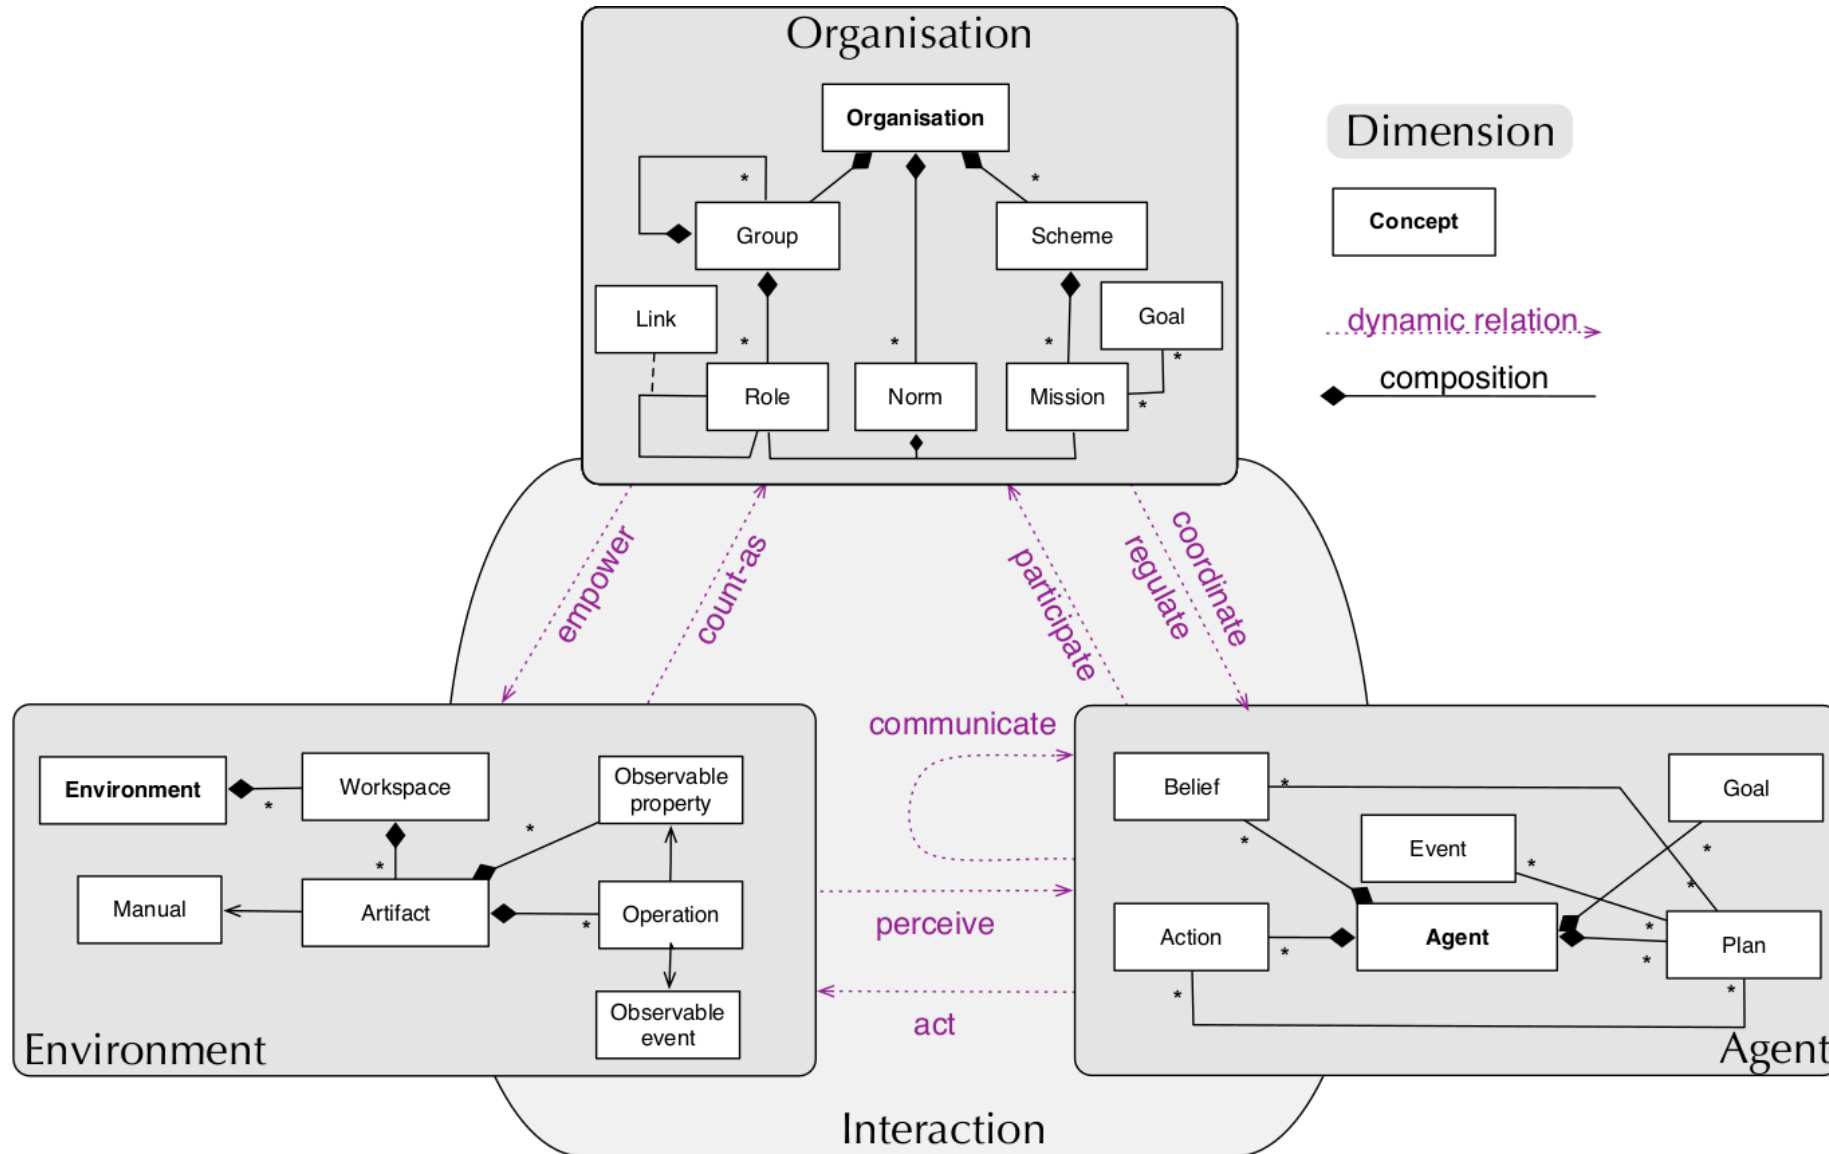 Organisation
Organisation
*
*
Group
Scheme
Link
Goal
*
*
*
*
Role
Norm
Mission
*
Dimension
Concept
dynamic relation
composition
empower
count-as
participate
regulate
coordinate
communicate
perceive
act
Environment
*
Workspace
*
Observable
property
*
Manual
Artifact
*
Operation
Observable
event
Environment
Belief
*
*
Goal
*
Event
*
*
Action
*
Agent
*
*
Plan
*
*
Agent
Interaction